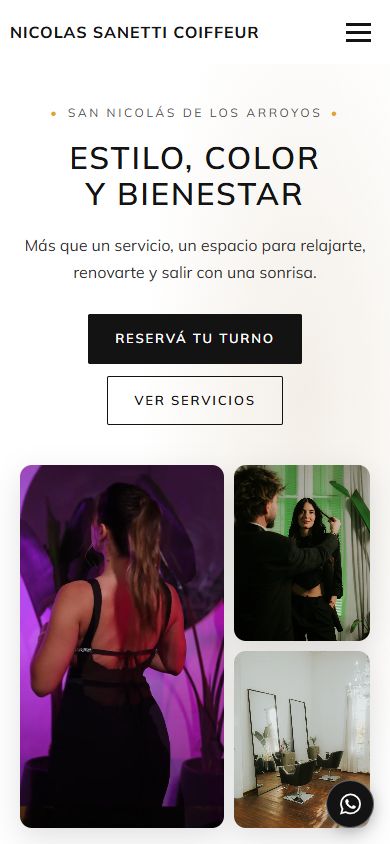 NICOLAS SANETTI COIFFEUR
• SAN NICOLÁS DE LOS ARROYOS •
ESTILO, COLOR
Y BIENESTAR
Más que un servicio, un espacio para relajarte,
renovarte y salir con una sonrisa.
RESERVÁ TU TURNO
VER SERVICIOS